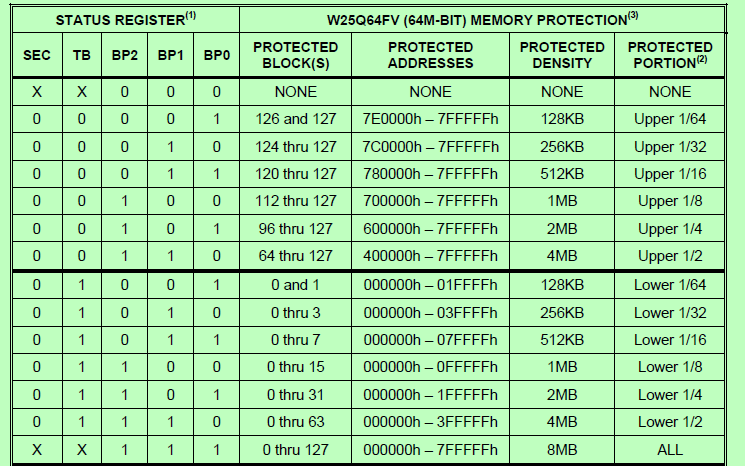 STATUS REGISTER(1) W25Q64FV (64M-BIT) MEMORY PROTECTION(3)
SEC TB BP2 BP1 BP0 PROTECTED BLOCK(S) PROTECTED ADDRESSES PROTECTED DENSITY PROTECTED PORTION(2)
X X 0 0 0 NONE NONE NONE NONE
0 0 0 0 1 126 and 127 7E0000h – 7FFFFFh 128KB Upper 1/64
0 0 0 1 0 124 thru 127 7C0000h – 7FFFFFh 256KB Upper 1/32
0 0 0 1 1 120 thru 127 780000h – 7FFFFFh 512KB Upper 1/16
0 0 1 0 0 112 thru 127 700000h – 7FFFFFh 1MB Upper 1/8
0 0 1 0 1 96 thru 127 600000h – 7FFFFFh 2MB Upper 1/4
0 0 1 1 0 64 thru 127 400000h – 7FFFFFh 4MB Upper 1/2
0 1 0 0 1 0 and 1 000000h – 01FFFFh 128KB Lower 1/64
0 1 0 1 0 0 thru 3 000000h – 03FFFFh 256KB Lower 1/32
0 1 0 1 1 0 thru 7 000000h – 07FFFFh 512KB Lower 1/16
0 1 1 0 0 0 thru 15 000000h – 0FFFFFh 1MB Lower 1/8
0 1 1 0 1 0 thru 31 000000h – 1FFFFFh 2MB Lower 1/4
0 1 1 1 0 0 thru 63 000000h – 3FFFFFh 4MB Lower 1/2
X X 1 1 1 0 thru 127 000000h – 7FFFFFh 8MB ALL